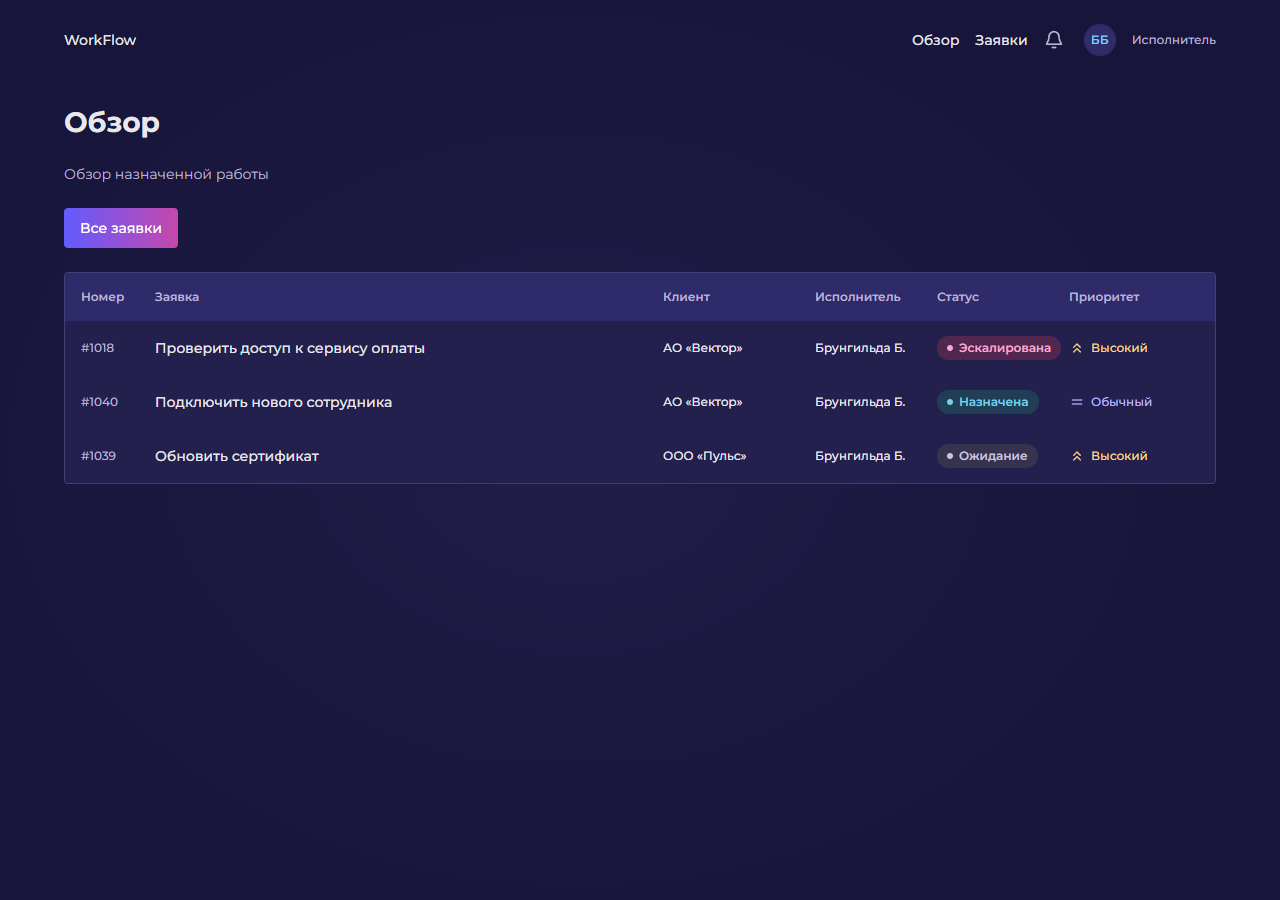 WorkFlow Обзор Заявки ББ Исполнитель
Обзор
Обзор назначенной работы
Все заявки
Номер Заявка Клиент Исполнитель Статус Приоритет
#1018 Проверить доступ к сервису оплаты АО «Вектор» Брунгильда Б. Эскалирована Высокий
#1040 Подключить нового сотрудника АО «Вектор» Брунгильда Б. Назначена Обычный
#1039 Обновить сертификат ООО «Пульс» Брунгильда Б. Ожидание Высокий